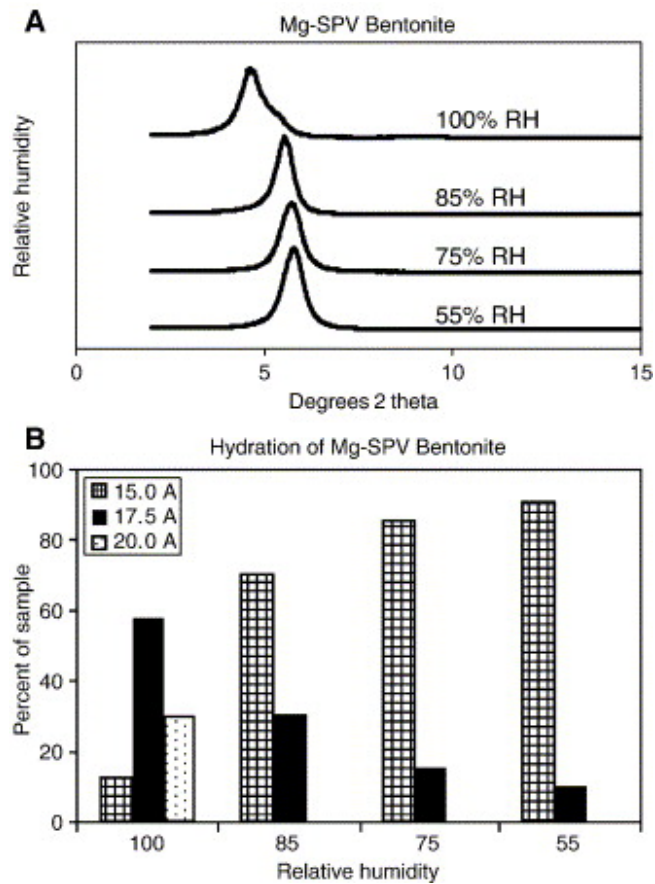 A
Mg-SPV Bentonite
Relative humidity
100% RH
85% RH
75% RH
55% RH
0 5 10 15
Degrees 2 theta
B
Hydration of Mg-SPV Bentonite
Percent of sample
100
80
60
40
20
0
15.0 A
17.5 A
20.0 A
100 85 75 55
Relative humidity